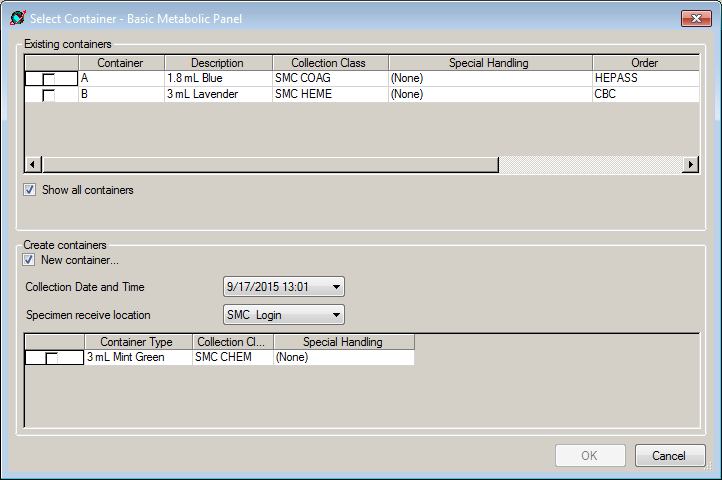 Select Container - Basic Metabolic Panel
Existing containers
Container Description Collection Class Special Handling Order
A 1.8 mL Blue SMC COAG (None) HEPASS
B 3 mL Lavender SMC HEME (None) CBC
Show all containers
Create containers
New container...
Collection Date and Time 9/17/2015 13:01
Specimen receive location SMC Login
Container Type Collection Cl... Special Handling
3 mL Mint Green SMC CHEM (None)
OK Cancel